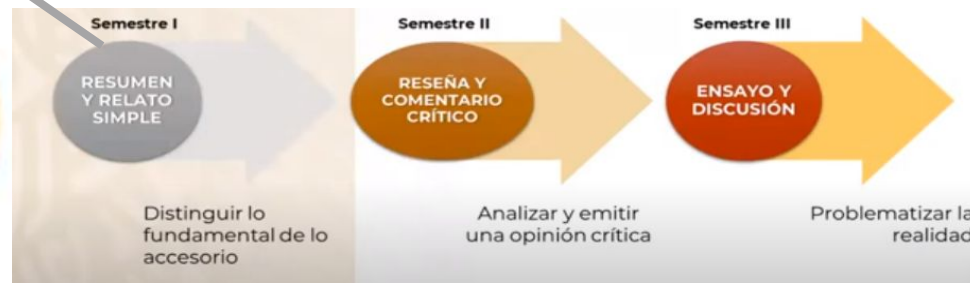 Semestre I
RESUMEN
Y RELATO
SIMPLE
Distinguir lo
fundamental de lo
accesorio
Semestre II
RESEÑA Y
COMENTARIO
CRÍTICO
Analizar y emitir
una opinión crítica
Semestre III
ENSAYO Y
DISCUSIÓN
Problematizar la
realidad